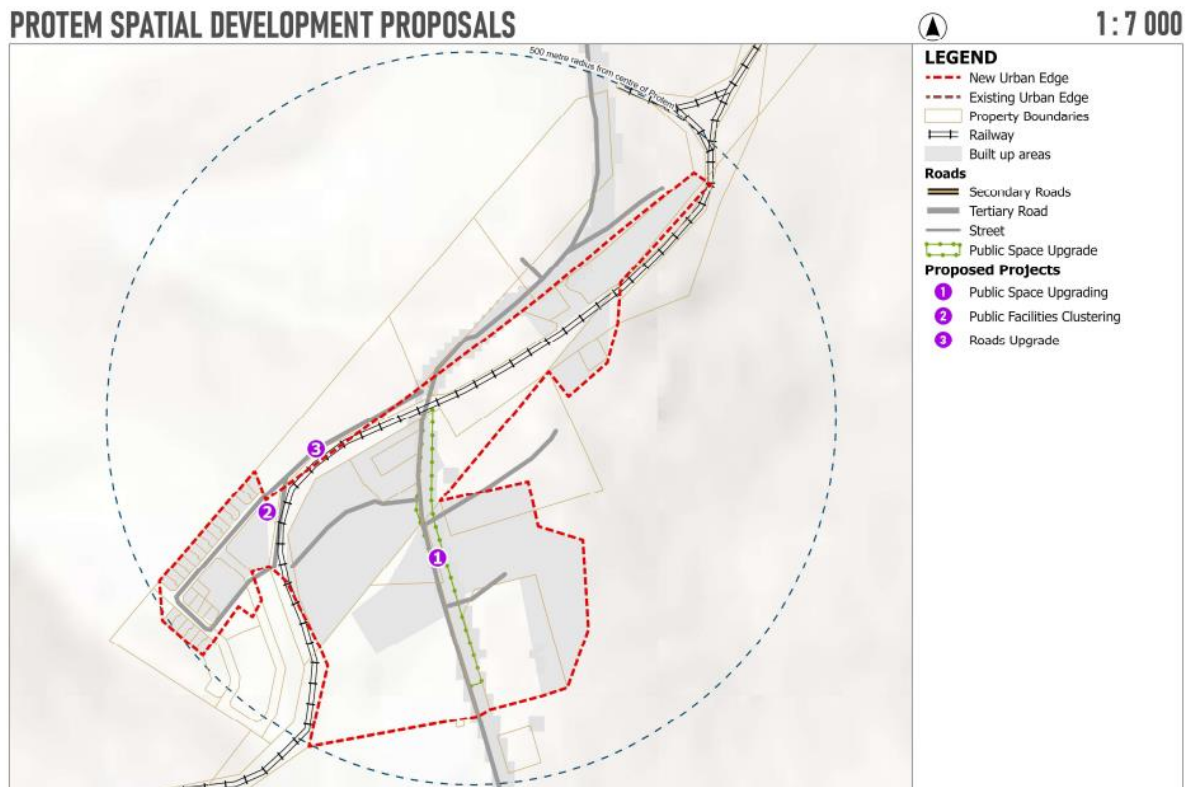 PROTEM SPATIAL DEVELOPMENT PROPOSALS
1: 7 000
500 metre radius from centre of Protem
LEGEND
New Urban Edge
Existing Urban Edge
Property Boundaries
Railway
Built up areas
Roads
Secondary Roads
Tertiary Road
Street
Public Space Upgrade
Proposed Projects
1 Public Space Upgrading
2 Public Facilities Clustering
3 Roads Upgrade
3
2
1